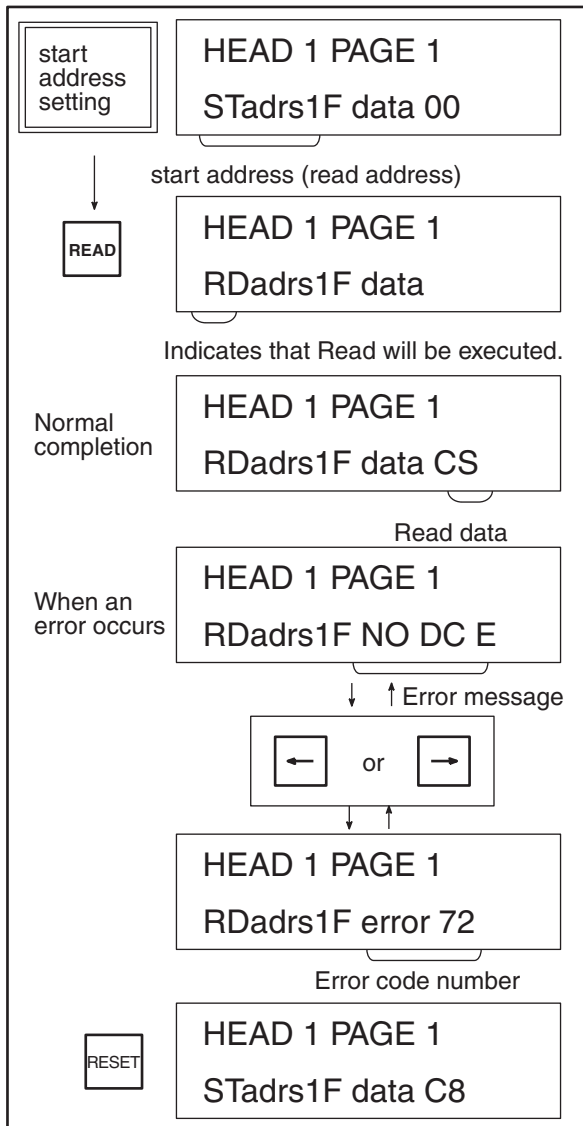 start
address
setting
HEAD 1 PAGE 1
STadrs1F data 00
start address (read address)
READ
HEAD 1 PAGE 1
RDadrs1F data
Indicates that Read will be executed.
Normal
completion
HEAD 1 PAGE 1
RDadrs1F data CS
Read data
When an
error occurs
HEAD 1 PAGE 1
RDadrs1F NO DC E
Error message
or
HEAD 1 PAGE 1
RDadrs1F error 72
Error code number
RESET
HEAD 1 PAGE 1
STadrs1F data C8